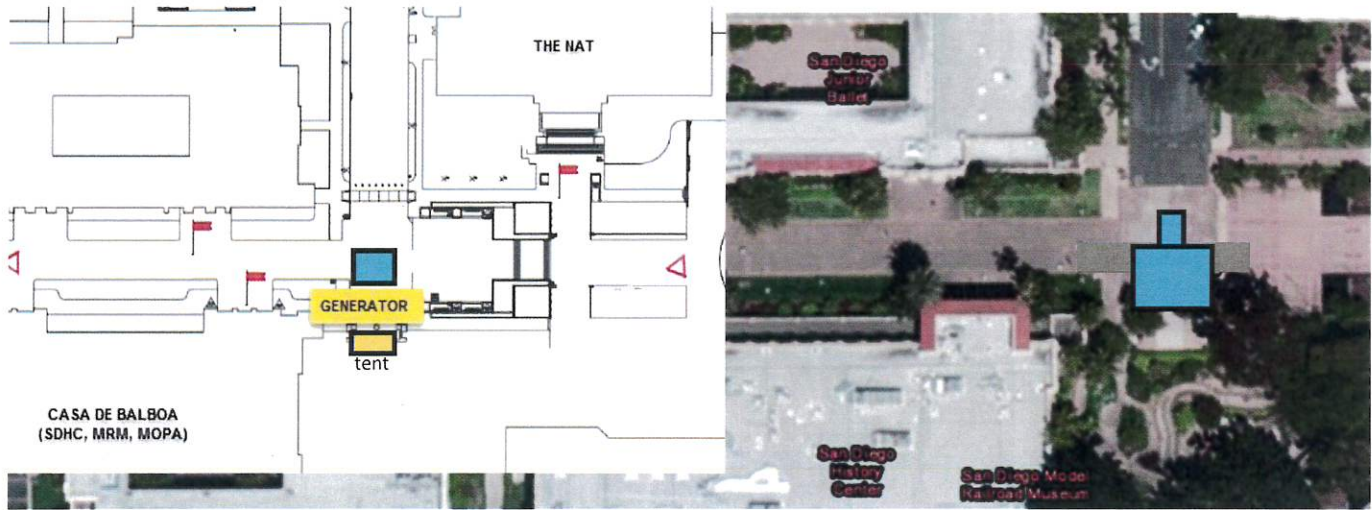 THE NAT
GENERATOR
tent
CASA DE BALBOA
(SDHC, MRM, MOPA)
San Diego
Junior
Ballet
San Diego
History
Center
San Diego Model
Railroad Museum